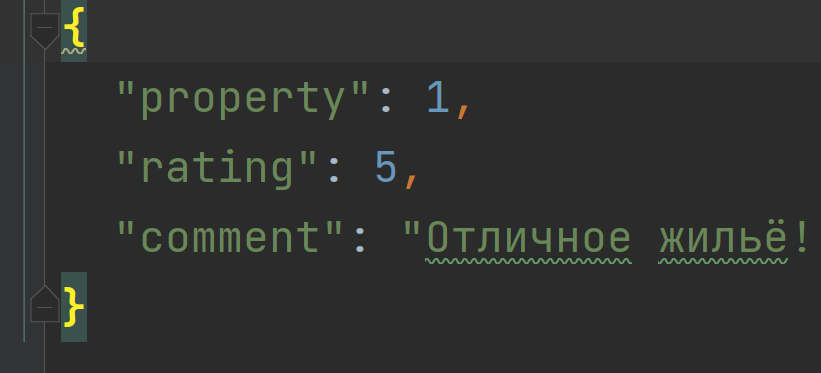 {
"property": 1,
"rating": 5,
"comment": "Отличное жильё!
}